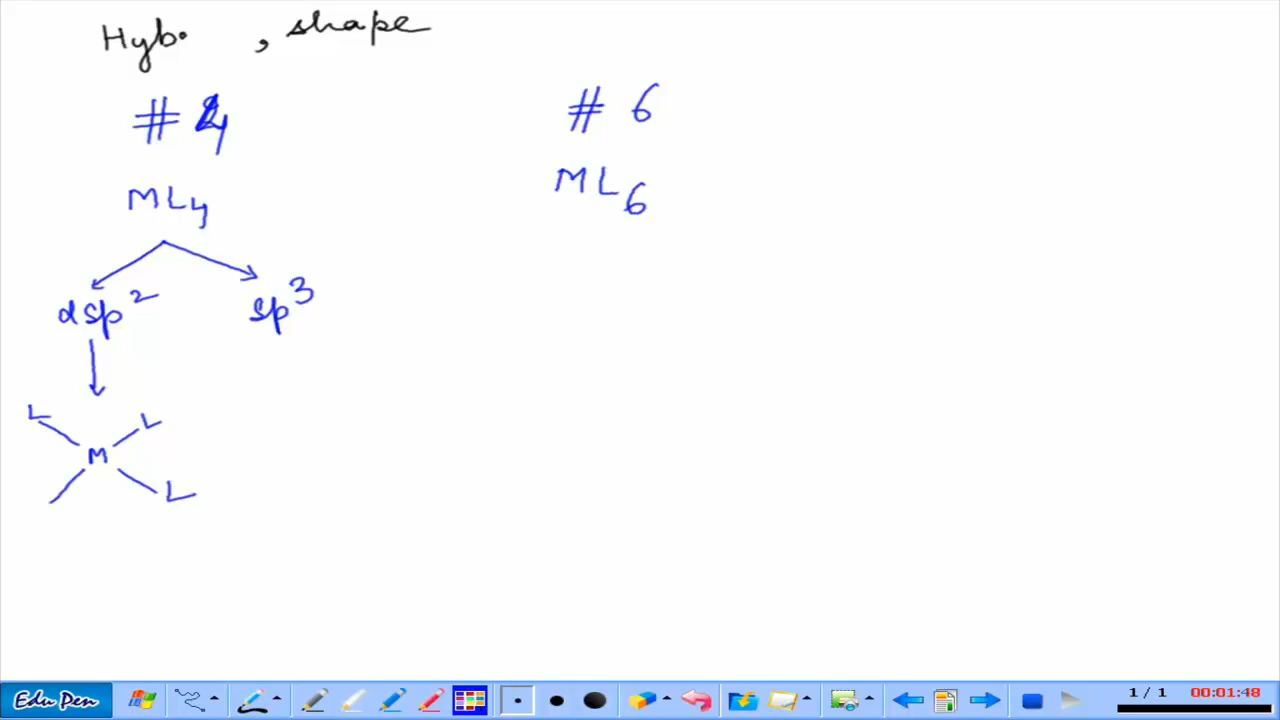 Hyb. , shape
# 4
# 6
ML4
ML6
dsp²
sp³
L
L
M
L
Edu Pen
1 / 1
00:01:48